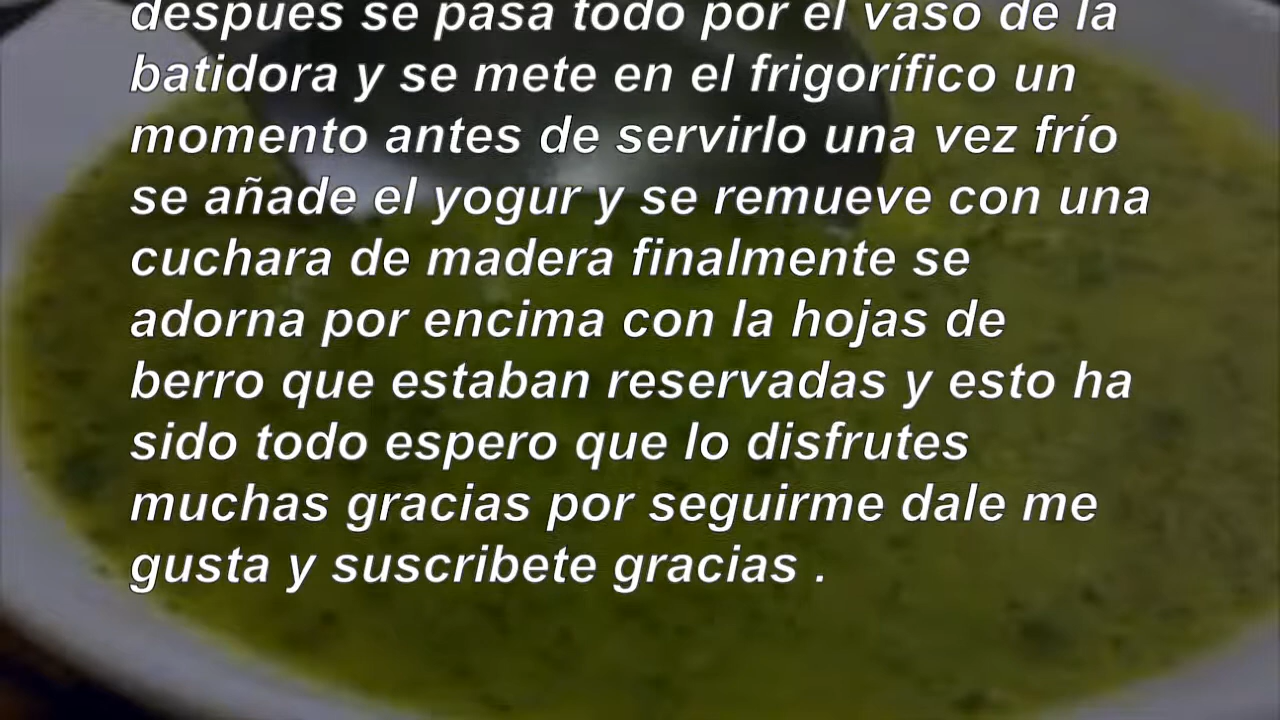 después se pasa todo por el vaso de la
batidora y se mete en el frigorífico un
momento antes de servirlo una vez frío
se añade el yogur y se remueve con una
cuchara de madera finalmente se
adorna por encima con la hojas de
berro que estaban reservadas y esto ha
sido todo espero que lo disfrutes
muchas gracias por seguirme dale me
gusta y suscribete gracias .